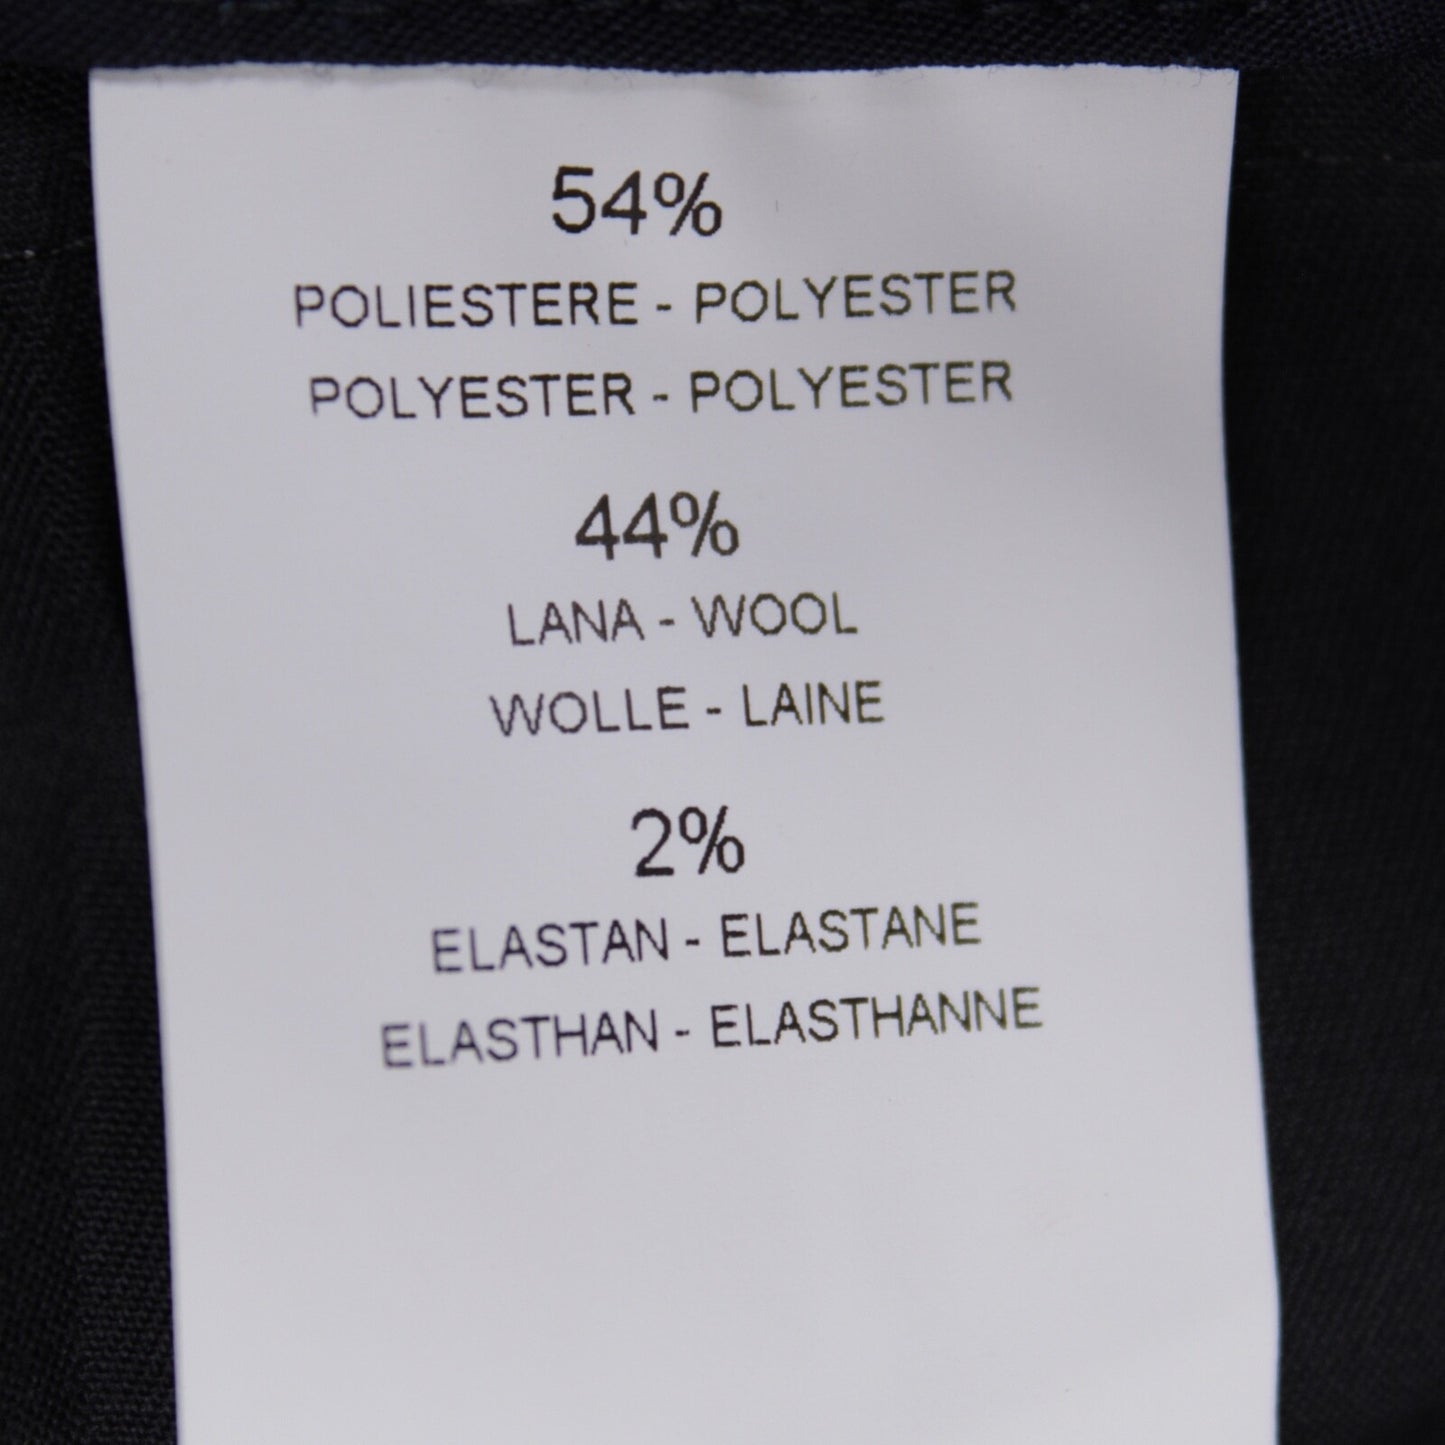 54%
POLIESTERE - POLYESTER
POLYESTER - POLYESTER
44%
LANA - WOOL
WOLLE - LAINE
2%
ELASTAN - ELASTANE
ELASTHAN - ELASTHANNE